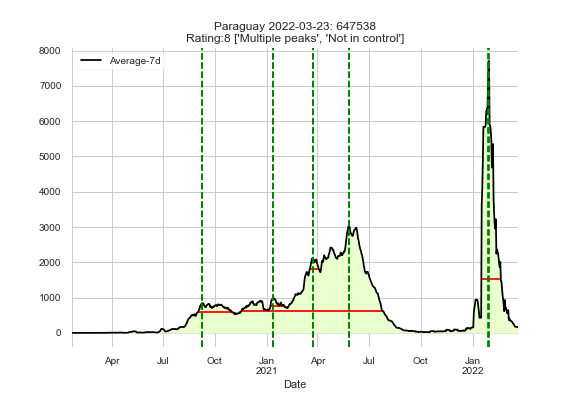 Paraguay 2022-03-23: 647538
Rating:8 ['Multiple peaks', 'Not in control']
Average-7d
8000
7000
6000
5000
4000
3000
2000
1000
0
Apr Jul Oct Jan Apr Jul Oct Jan
2021 2022
Date